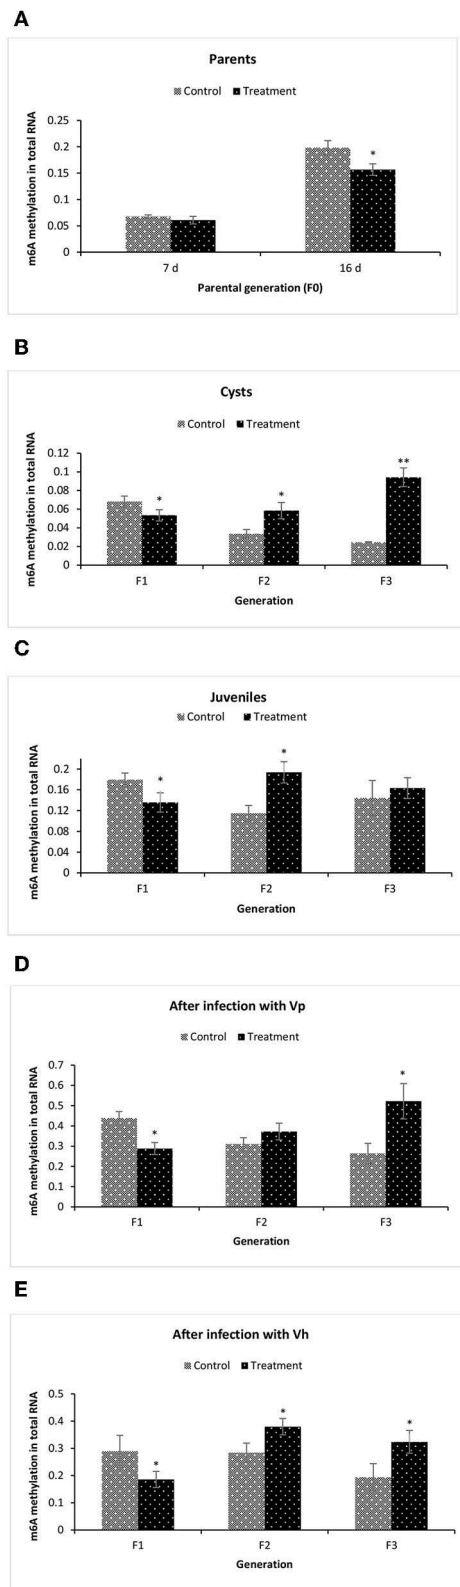 A
Parents
Control Treatment
m6A methylation in total RNA
0.25
0.2
0.15
0.1
0.05
0
*
7 d 16 d
Parental generation (F0)
B
Cysts
Control Treatment
m6A methylation in total RNA
0.12
0.1
0.08
0.06
0.04
0.02
0
* * **
F1 F2 F3
Generation
C
Juveniles
Control Treatment
m6A methylation in total RNA
0.2
0.16
0.12
0.08
0.04
0
* *
F1 F2 F3
Generation
D
After infection with Vp
Control Treatment
m6A methylation in total RNA
0.7
0.6
0.5
0.4
0.3
0.2
0.1
0
* *
F1 F2 F3
Generation
E
After infection with Vh
Control Treatment
m6A methylation in total RNA
0.5
0.4
0.3
0.2
0.1
0
* * *
F1 F2 F3
Generation